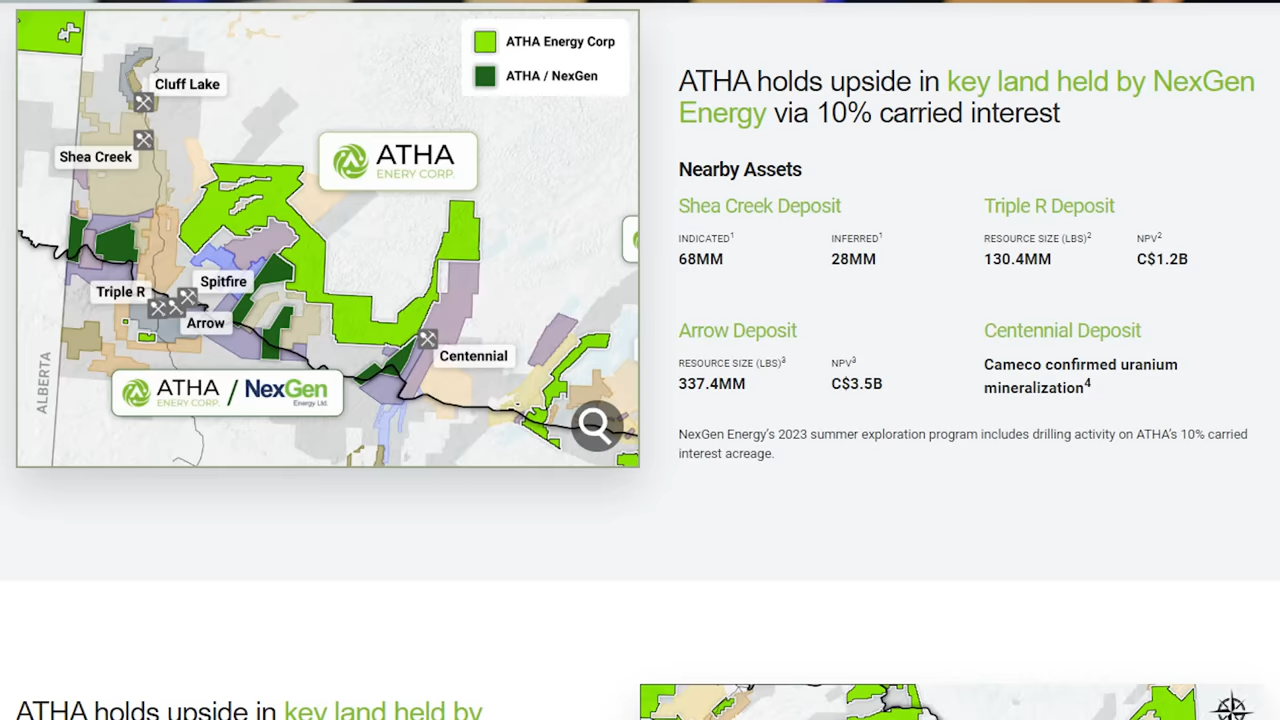 ATHA Energy Corp
ATHA / NexGen
Cluff Lake
Shea Creek
ATHA
ENERY CORP.
Spitfire
Triple R
Arrow
Centennial
ALBERTA
ATHA
ENERY CORP.
/
NexGen
Energy Ltd.
ATHA holds upside in key land held by NexGen
Energy via 10% carried interest
Nearby Assets
Shea Creek Deposit
INDICATED¹ INFERRED¹
68MM 28MM
Triple R Deposit
RESOURCE SIZE (LBS)² NPV²
130.4MM C$1.2B
Arrow Deposit
RESOURCE SIZE (LBS)³ NPV³
337.4MM C$3.5B
Centennial Deposit
Cameco confirmed uranium
mineralization⁴
NexGen Energy's 2023 summer exploration program includes drilling activity on ATHA's 10% carried
interest acreage.
ATHA holds upside in key land held by